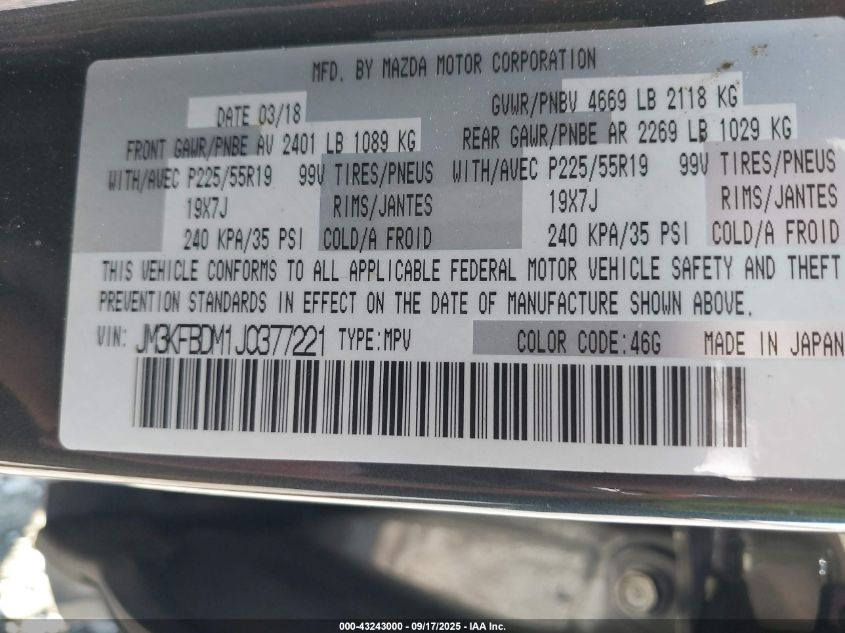 MFD. BY MAZDA MOTOR CORPORATION
DATE 03/18 GVWR/PNBV 4669 LB 2118 KG
FRONT GAWR/PNBE AV 2401 LB 1089 KG REAR GAWR/PNBE AR 2269 LB 1029 KG
WITH/AVEC P225/55R19 99V TIRES/PNEUS WITH/AVEC P225/55R19 99V TIRES/PNEUS
19X7J RIMS/JANTES 19X7J RIMS/JANTES
240 KPA/35 PSI COLD/A FROID 240 KPA/35 PSI COLD/A FROID
THIS VEHICLE CONFORMS TO ALL APPLICABLE FEDERAL MOTOR VEHICLE SAFETY AND THEFT
PREVENTION STANDARDS IN EFFECT ON THE DATE OF MANUFACTURE SHOWN ABOVE.
VIN: JM3KFBDM1J0377221 TYPE:MPV COLOR CODE:46G MADE IN JAPAN
000-43243000 - 09/17/2025 - IAA Inc.